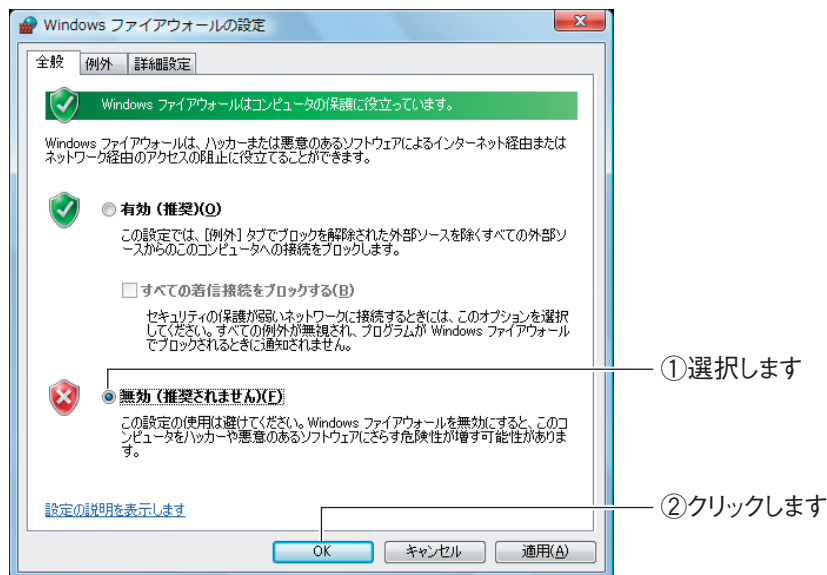 Windows ファイアウォールの設定
全般 例外 詳細設定
Windows ファイアウォールはコンピュータの保護に役立っています。
Windows ファイアウォールは、ハッカーまたは悪意のあるソフトウェアによるインターネット経由または
ネットワーク経由のアクセスの阻止に役立てることができます。
有効 (推奨)(O)
この設定では、[例外] タブでブロックを解除された外部ソースを除くすべての外部ソ
ースからのこのコンピュータへの接続をブロックします。
すべての着信接続をブロックする(B)
セキュリティの保護が弱いネットワークに接続するときには、このオプションを選択
してください。すべての例外が無視され、プログラムが Windows ファイアウォール
でブロックされるときに通知されません。
①選択します
無効 (推奨されません)(F)
この設定の使用は避けてください。Windows ファイアウォールを無効にすると、このコ
ンピュータをハッカーや悪意のあるソフトウェアにさらす危険性が増す可能性がありま
す。
設定の説明を表示します
②クリックします
OK キャンセル 適用(A)